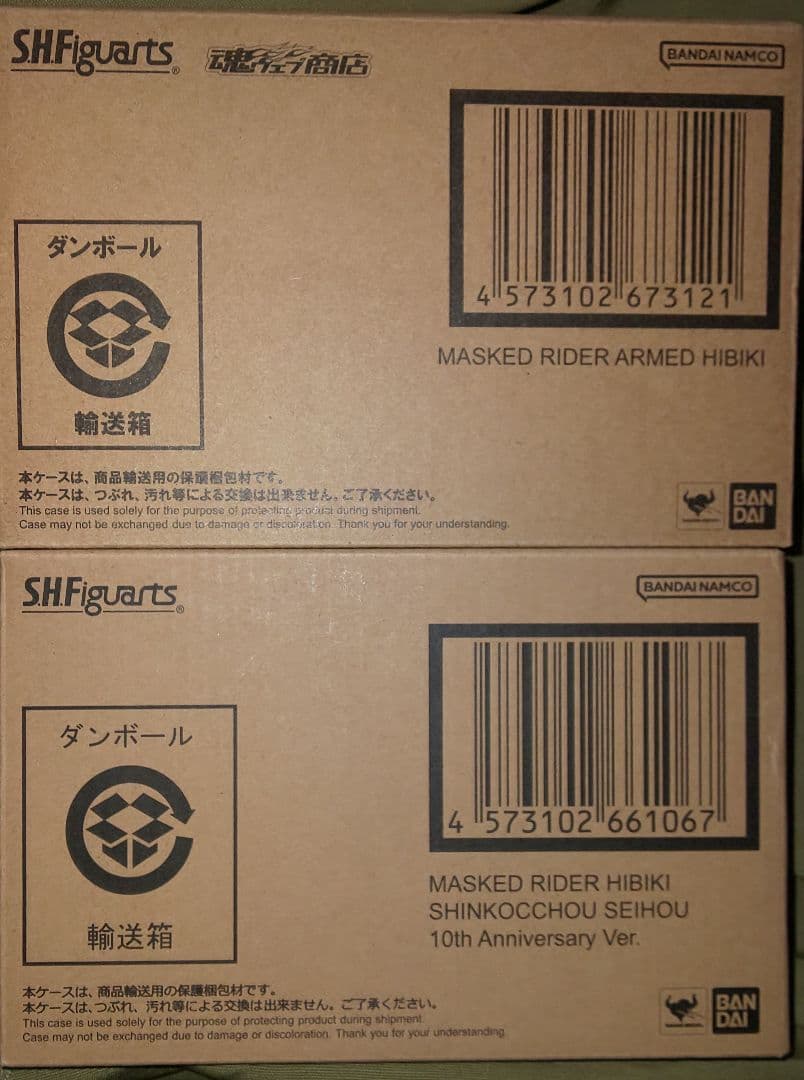 S.H.Figuarts®
魂ウェブ商店
BANDAI NAMCO
4 573102 673121
MASKED RIDER ARMED HIBIKI
ダンボール
輸送箱
本ケースは、商品輸送用の保護梱包材です。
本ケースは、つぶれ、汚れ等による交換は出来ません。ご了承ください。
This case is used solely for the purpose of protecting product during shipment.
Case may not be exchanged due to damage or discoloration. Thank you for your understanding.
BAN
DAI
S.H.Figuarts®
BANDAI NAMCO
4 573102 661067
MASKED RIDER HIBIKI
SHINKOCCHOU SEIHOU
10th Anniversary Ver.
ダンボール
輸送箱
本ケースは、商品輸送用の保護梱包材です。
本ケースは、つぶれ、汚れ等による交換は出来ません。ご了承ください。
This case is used solely for the purpose of protecting product during shipment.
Case may not be exchanged due to damage or discoloration. Thank you for your understanding.
BAN
DAI